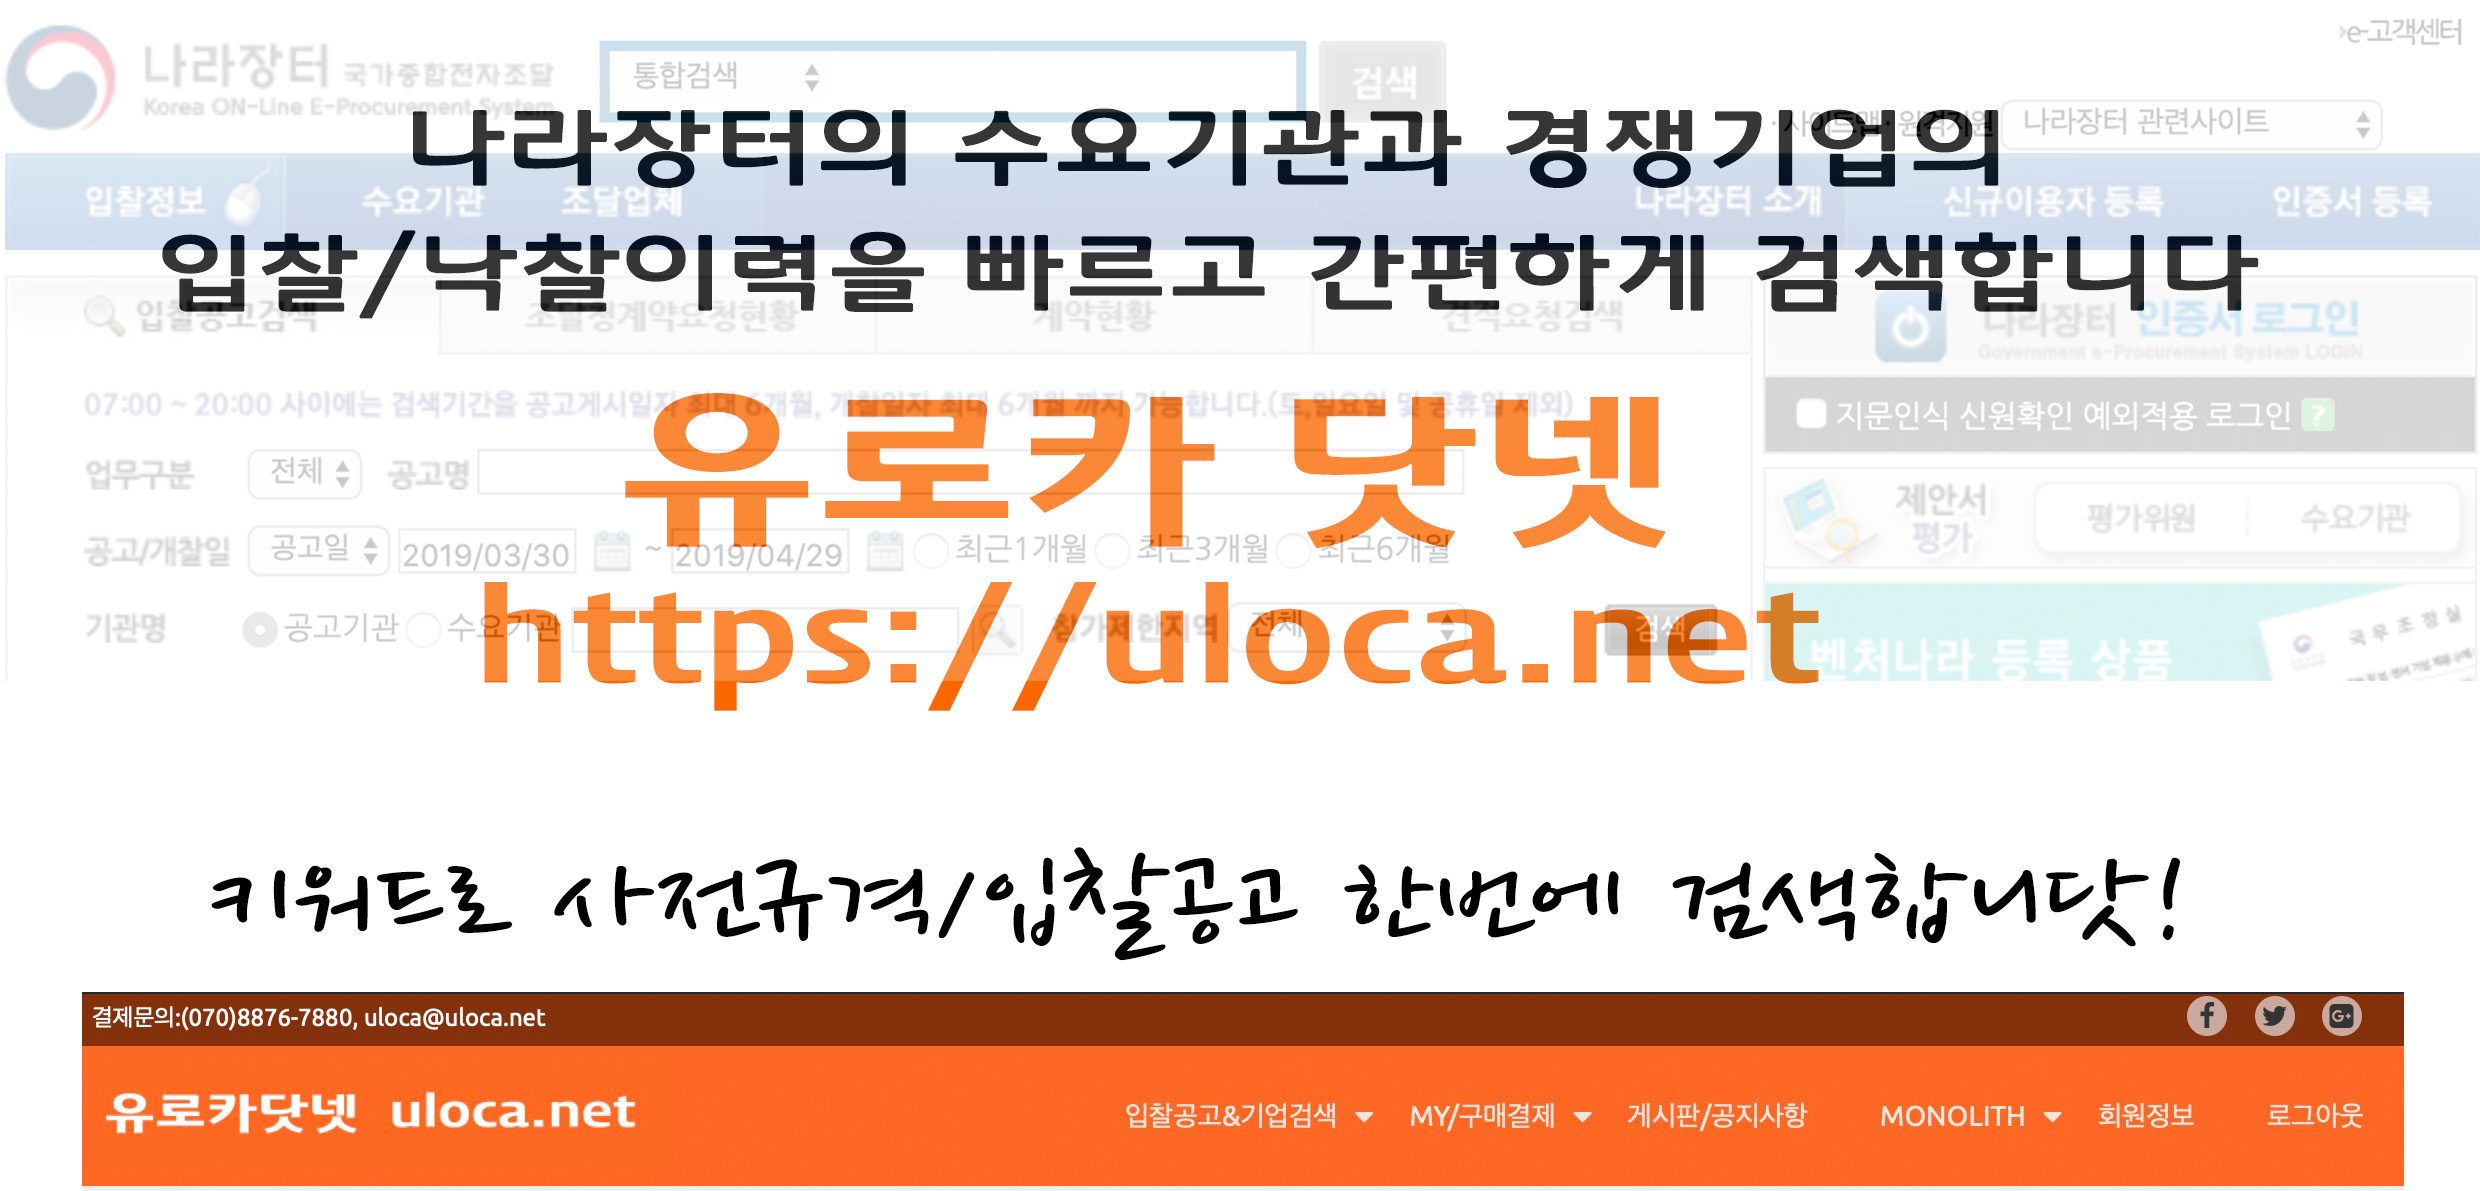 ›e-고객센터
나라장터 국가종합전자조달 통합검색 검색
Korea ON-Line E-Procurement System
· 사이트맵 · 원격지원 나라장터 관련사이트
나라장터의 수요기관과 경쟁기업의
입찰정보 수요기관 조달업체 나라장터 소개 신규이용자 등록 인증서 등록
입찰/낙찰이력을 빠르고 간편하게 검색합니다
입찰공고검색 조달청계약요청현황 계약현황 견적요청검색 나라장터 인증서 로그인
Government e-Procurement System LOGIN
07:00 ~ 20:00 사이에는 검색기간을 공고게시일자 최대 6개월, 개찰일자 최대 6개월 까지 가능합니다.(토,일요일 및 공휴일 제외)
지문인식 신원확인 예외적용 로그인 ?
유로카 닷넷
업무구분 전체 공고명
제안서 평가 평가위원 수요기관
공고/개찰일 공고일 2019/03/30 ~ 2019/04/29 최근1개월 최근3개월 최근6개월
https://uloca.net
기관명 공고기관 수요기관 참가제한지역 전체 검색
벤처나라 등록 상품
국무조정실
키워드로 사전규격/입찰공고 한번에 검색합니닷!
결제문의:(070)8876-7880, uloca@uloca.net
유로카닷넷 uloca.net 입찰공고&기업검색 MY/구매결제 게시판/공지사항 MONOLITH 회원정보 로그아웃